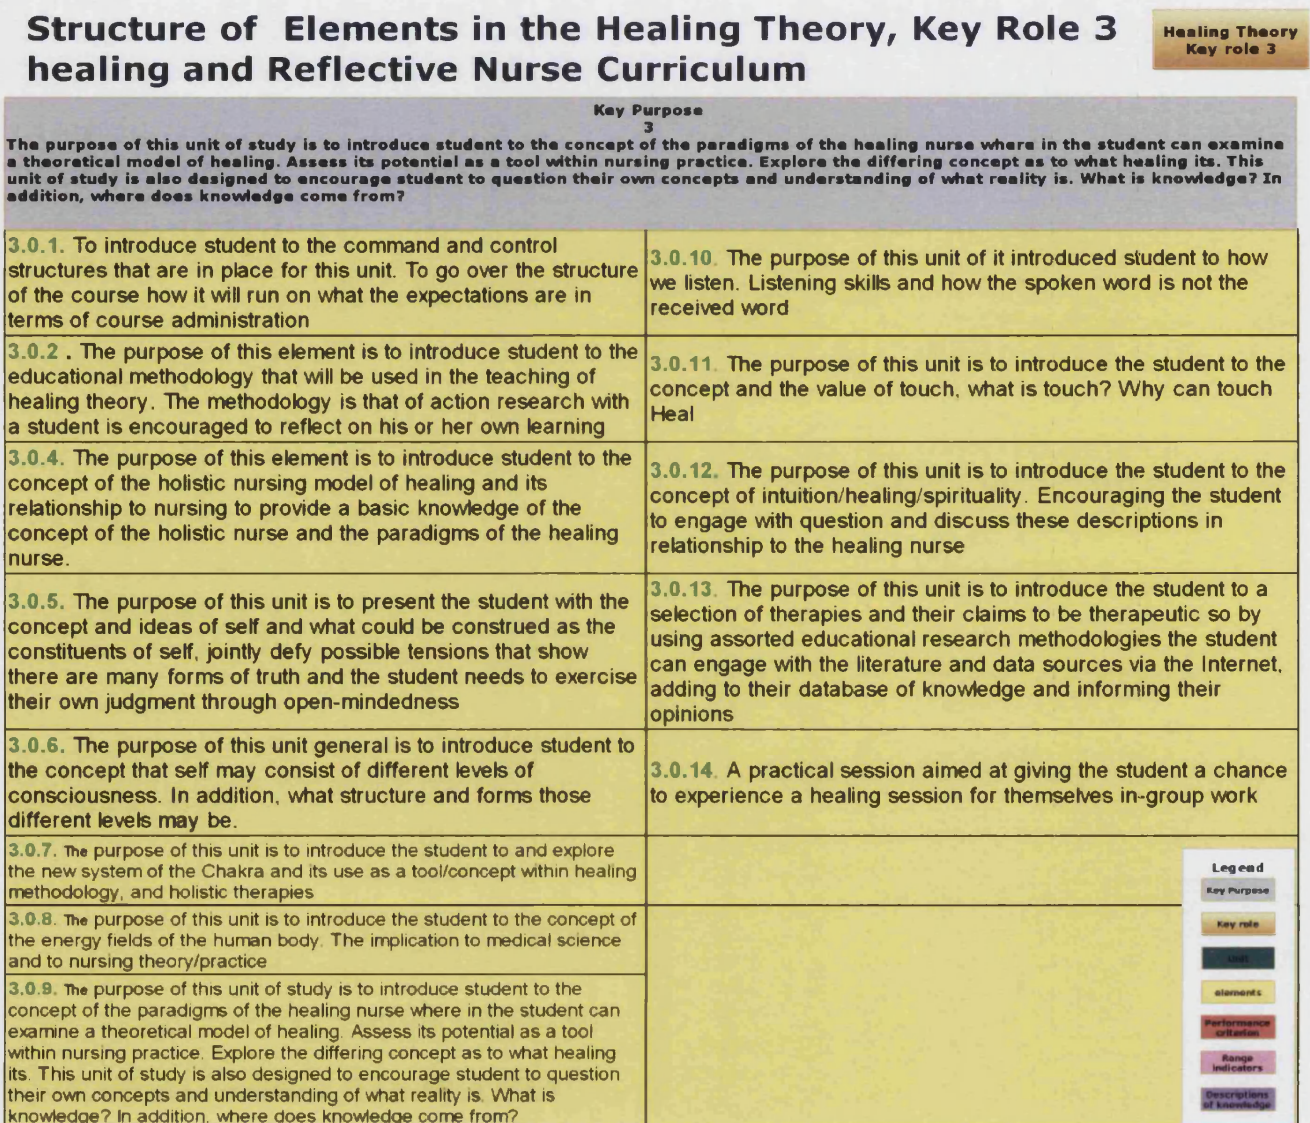 Structure of Elements in the Healing Theory, Key Role 3
healing and Reflective Nurse Curriculum
Healing Theory
Key role 3
Key Purpose
3
The purpose of this unit of study is to introduce student to the concept of the paradigms of the healing nurse where in the student can examine
a theoretical model of healing. Assess its potential as a tool within nursing practice. Explore the differing concept as to what healing its. This
unit of study is also designed to encourage student to question their own concepts and understanding of what reality is. What is knowledge? In
addition, where does knowledge come from?
3.0.1. To introduce student to the command and control
structures that are in place for this unit. To go over the structure
of the course how it will run on what the expectations are in
terms of course administration
3.0.2 . The purpose of this element is to introduce student to the
educational methodology that will be used in the teaching of
healing theory. The methodology is that of action research with
a student is encouraged to reflect on his or her own learning
3.0.4. The purpose of this element is to introduce student to the
concept of the holistic nursing model of healing and its
relationship to nursing to provide a basic knowledge of the
concept of the holistic nurse and the paradigms of the healing
nurse.
3.0.5. The purpose of this unit is to present the student with the
concept and ideas of self and what could be construed as the
constituents of self, jointly defy possible tensions that show
there are many forms of truth and the student needs to exercise
their own judgment through open-mindedness
3.0.6. The purpose of this unit general is to introduce student to
the concept that self may consist of different levels of
consciousness. In addition, what structure and forms those
different levels may be.
3.0.7. The purpose of this unit is to introduce the student to and explore
the new system of the Chakra and its use as a tool/concept within healing
methodology, and holistic therapies
3.0.8. The purpose of this unit is to introduce the student to the concept of
the energy fields of the human body. The implication to medical science
and to nursing theory/practice
3.0.9. The purpose of this unit of study is to introduce student to the
concept of the paradigms of the healing nurse where in the student can
examine a theoretical model of healing. Assess its potential as a tool
within nursing practice. Explore the differing concept as to what healing
its. This unit of study is also designed to encourage student to question
their own concepts and understanding of what reality is. What is
knowledge? In addition, where does knowledge come from?
3.0.10. The purpose of this unit of it introduced student to how
we listen. Listening skills and how the spoken word is not the
received word
3.0.11. The purpose of this unit is to introduce the student to the
concept and the value of touch, what is touch? Why can touch
Heal
3.0.12. The purpose of this unit is to introduce the student to the
concept of intuition/healing/spirituality. Encouraging the student
to engage with question and discuss these descriptions in
relationship to the healing nurse
3.0.13. The purpose of this unit is to introduce the student to a
selection of therapies and their claims to be therapeutic so by
using assorted educational research methodologies the student
can engage with the literature and data sources via the Internet,
adding to their database of knowledge and informing their
opinions
3.0.14. A practical session aimed at giving the student a chance
to experience a healing session for themselves in-group work
Legend
Key Purpose
Key role
Unit
elements
Performance
criterion
Range
indicators
Descriptions
of knowledge